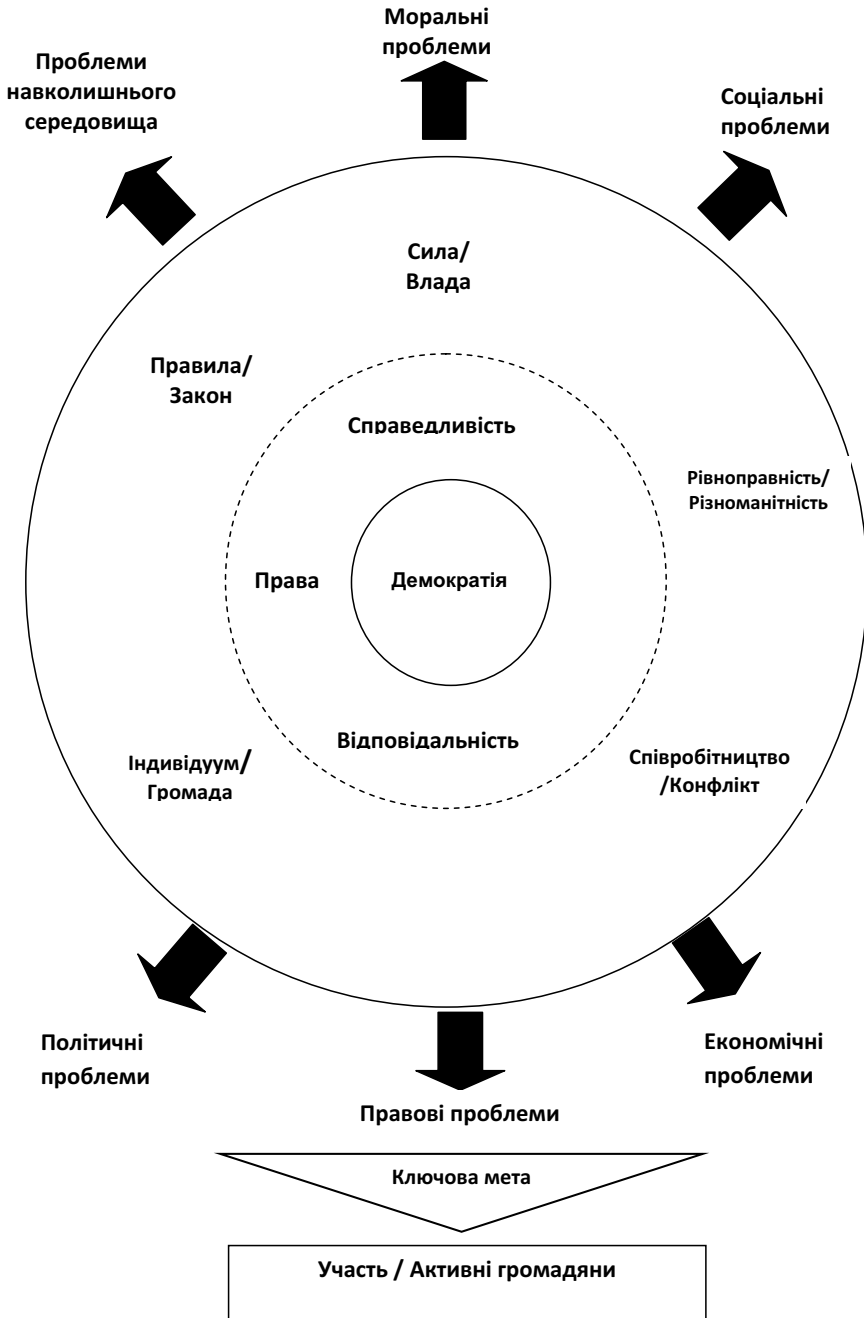 Моральні
проблеми
Проблеми
навколишнього
середовища
Соціальні
проблеми
Сила/
Влада
Правила/
Закон
Справедливість
Рівноправність/
Різноманітність
Права
Демократія
Відповідальність
Індивідуум/
Громада
Співробітництво
/Конфлікт
Політичні
проблеми
Економічні
проблеми
Правові проблеми
Ключова мета
Участь / Активні громадяни